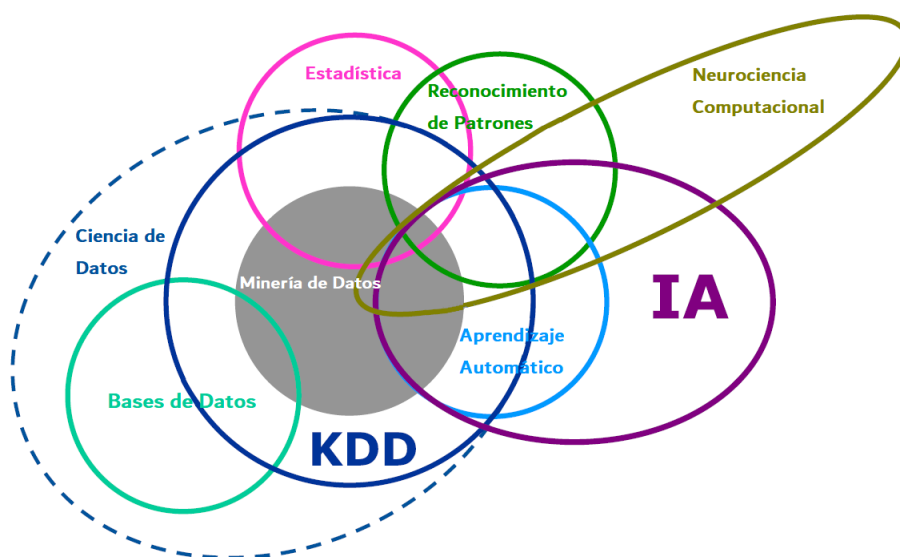 Estadística
Neurociencia
Computacional
Reconocimiento
de Patrones
Ciencia de
Datos
Minería de Datos
IA
Aprendizaje
Automático
Bases de Datos
KDD